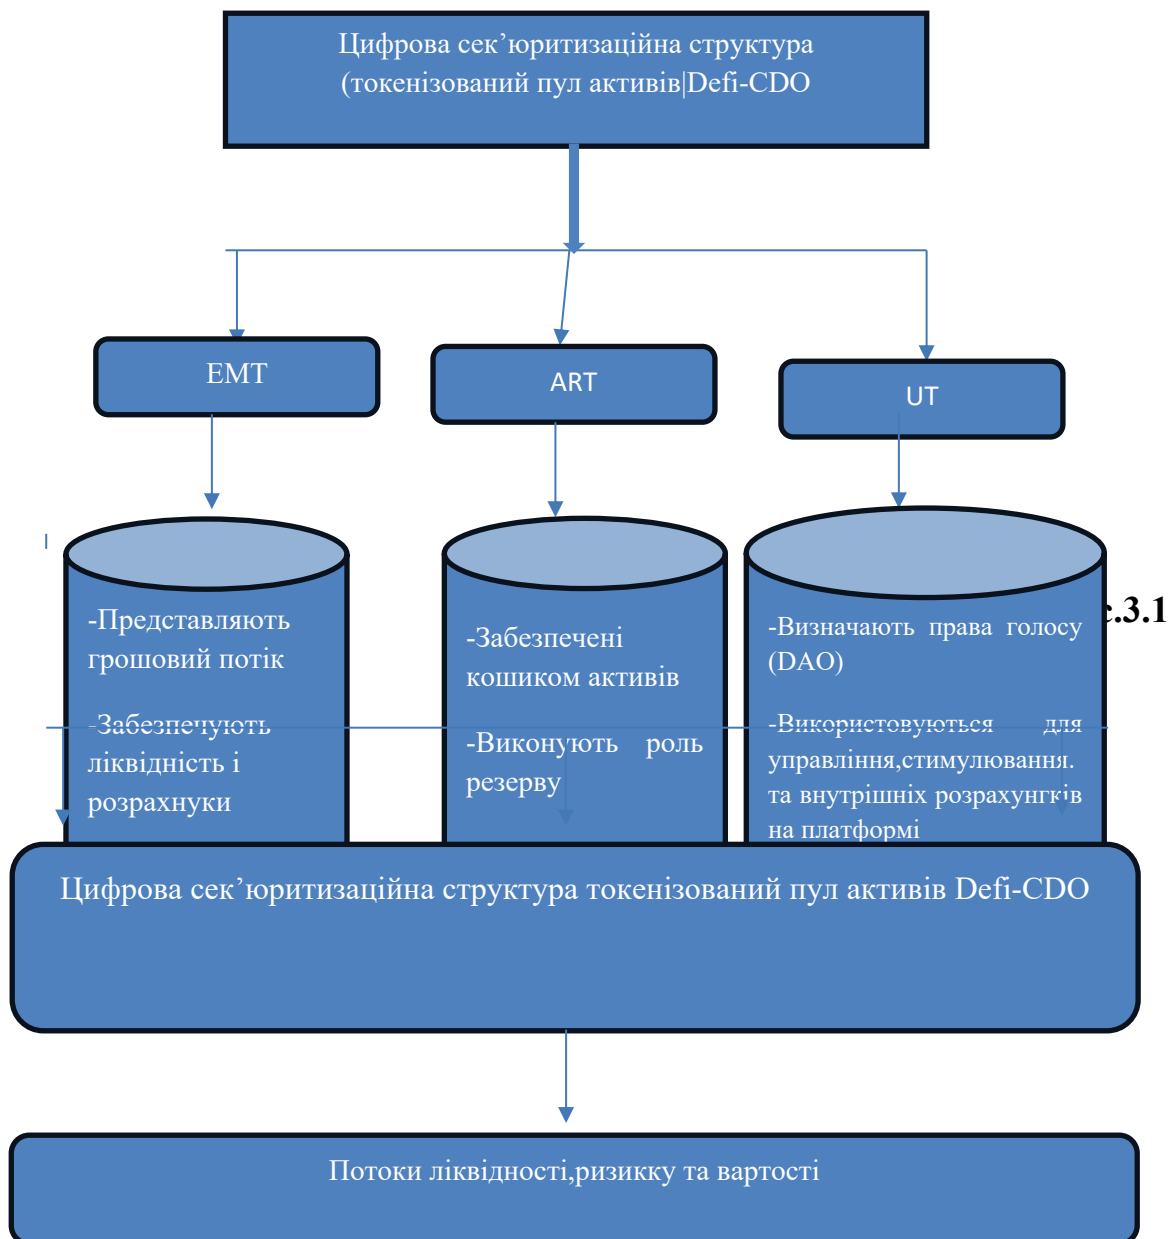 Цифрова сек’юритизаційна структура
(токенізований пул активів|Defi-CDO
EMT
ART
UT
-Представляють
грошовий потік
-Забезпечують
ліквідність і
розрахнуки
-Забезпечені
кошиком активів
-Виконують роль
резерву
-Визначають права голосу
(DAO)
-Використовуються для
управління,стимулювання.
та внутрішніх розрахунгків
на платформі
с.3.1
Цифрова сек’юритизаційна структура токенізований пул активів Defi-CDO
Потоки ліквідності,ризикку та вартості